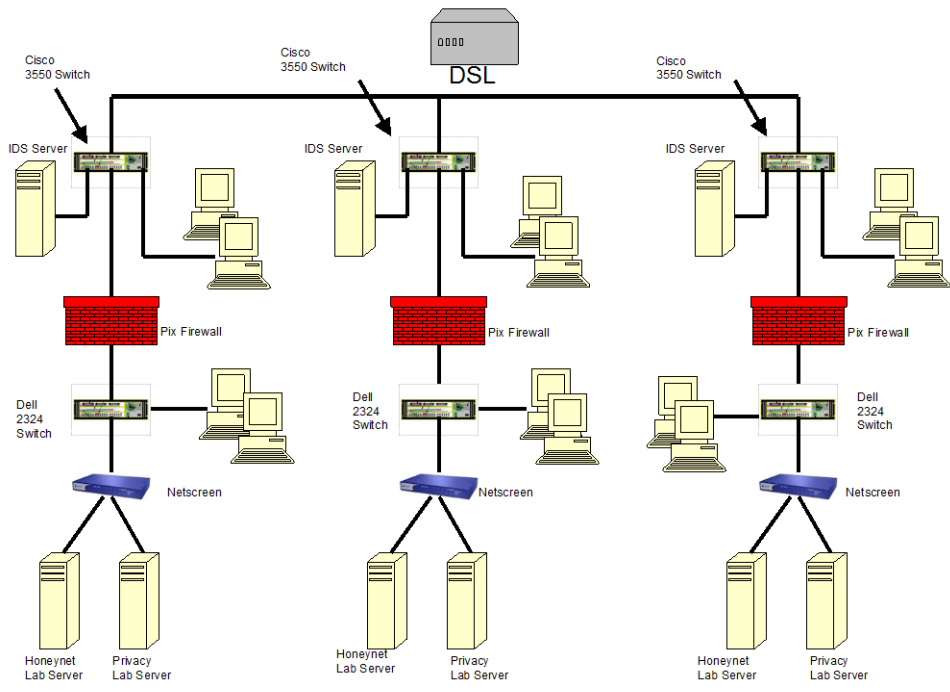 DSL
Cisco
3550 Switch
Cisco
3550 Switch
Cisco
3550 Switch
IDS Server
IDS Server
IDS Server
Pix Firewall
Pix Firewall
Pix Firewall
Dell
2324
Switch
Dell
2324
Switch
Dell
2324
Switch
Netscreen
Netscreen
Netscreen
Honeynet
Lab Server
Privacy
Lab Server
Honeynet
Lab Server
Privacy
Lab Server
Honeynet
Lab Server
Privacy
Lab Server